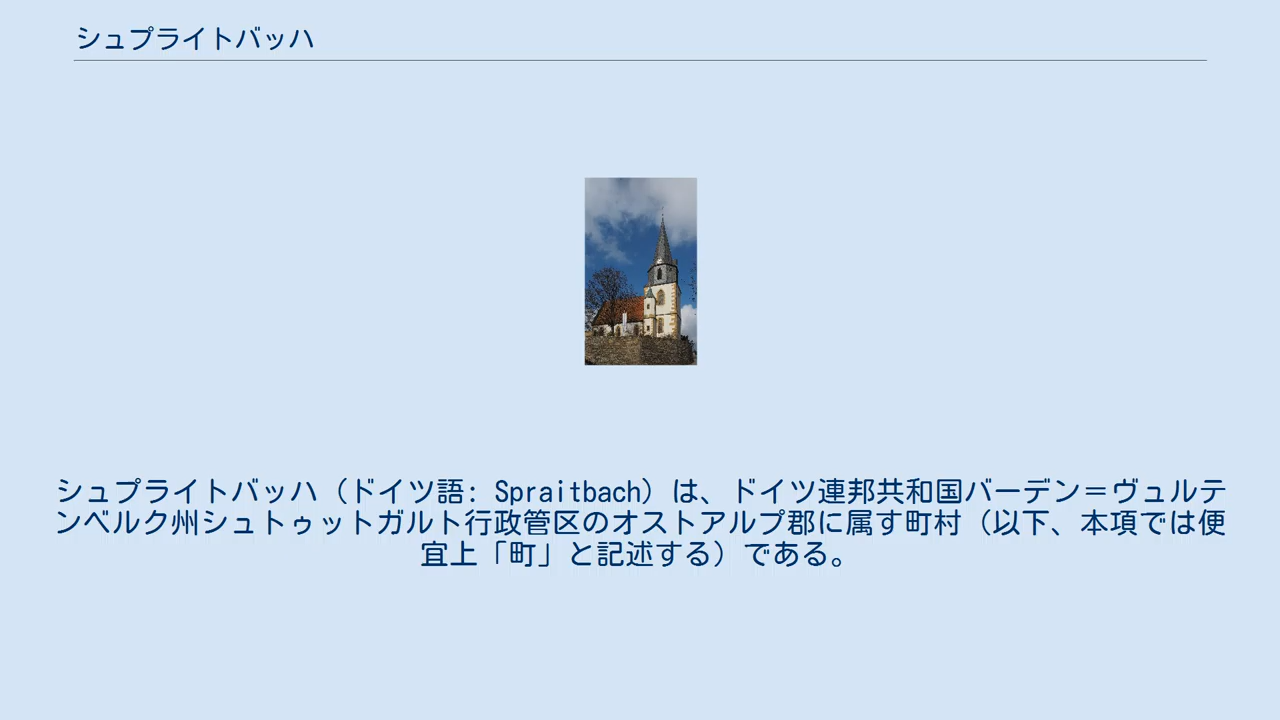 シュプライトバッハ
シュプライトバッハ（ドイツ語: Spraitbach）は、ドイツ連邦共和国バーデン＝ヴュルテ
ンベルク州シュトゥットガルト行政管区のオストアルプ郡に属す町村（以下、本項では便
宜上「町」と記述する）である。